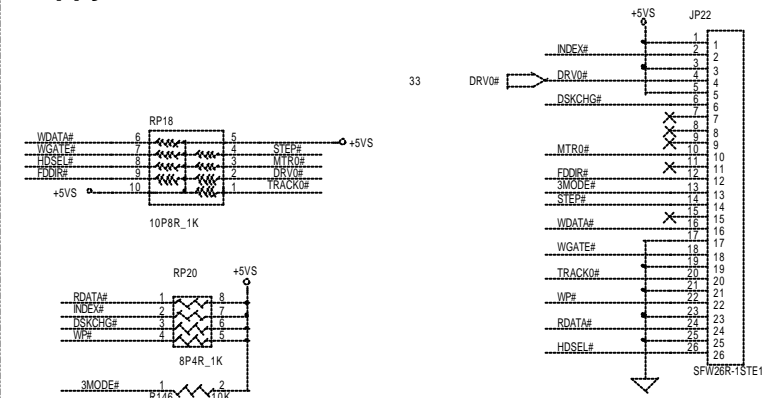 +5VS JP22
33 DRV0#
INDEX# DRV0# DSKCHG# MTR0# FDDIR# 3MODE# STEP# WDATA# WGATE# TRACK0# WP# RDATA# HDSEL#
1 2 3 4 5 6 7 8 9 10 11 12 13 14 15 16 17 18 19 20 21 22 23 24 25 26
1 2 3 4 5 6 7 8 9 10 11 12 13 14 15 16 17 18 19 20 21 22 23 24 25 26
SFW26R-1STE1
RP18
WDATA# 6 5 +5VS
WGATE# 7 4 STEP#
HDSEL# 8 3 MTR0#
FDDIR# 9 2 DRV0#
+5VS 10 1 TRACK0#
10P8R_1K
RP20 +5VS
RDATA# 1 8
INDEX# 2 7
DSKCHG# 3 6
WP# 4 5
8P4R_1K
3MODE# 1 2
R146 10K